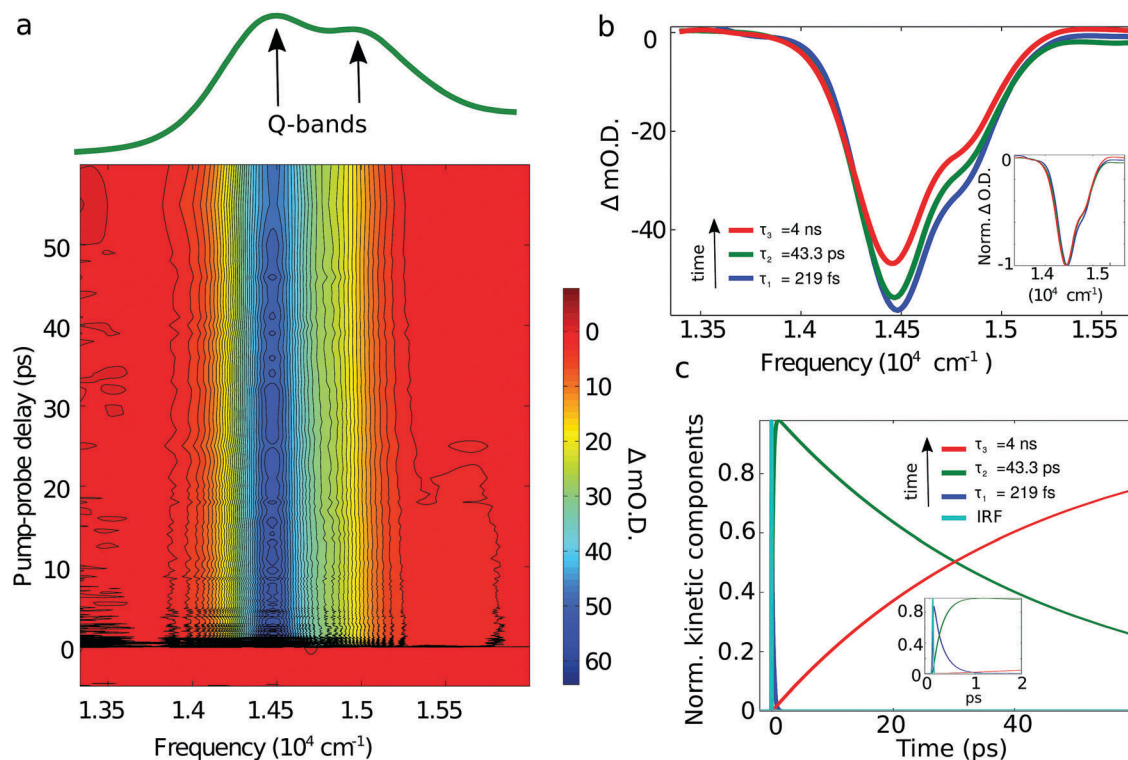 a
Q-bands
Pump-probe delay (ps)
50
40
30
20
10
0
1.35
1.4
1.45
1.5
1.55
Frequency (10⁴ cm⁻¹)
0
10
20
30
40
50
60
Δ mO.D.
b
Δ mO.D.
0
-20
-40
time
τ₃ =4 ns
τ₂ =43.3 ps
τ₁ = 219 fs
1.35
1.4
1.45
1.5
1.55
Frequency (10⁴ cm⁻¹)
Norm. Δ O.D.
0
-1
1.4
1.5
(10⁴ cm⁻¹)
c
Norm. kinetic components
0.8
0.6
0.4
0.2
0
time
τ₃ =4 ns
τ₂ =43.3 ps
τ₁ = 219 fs
IRF
0
20
40
Time (ps)
0.8
0.4
0
0
1
2
ps